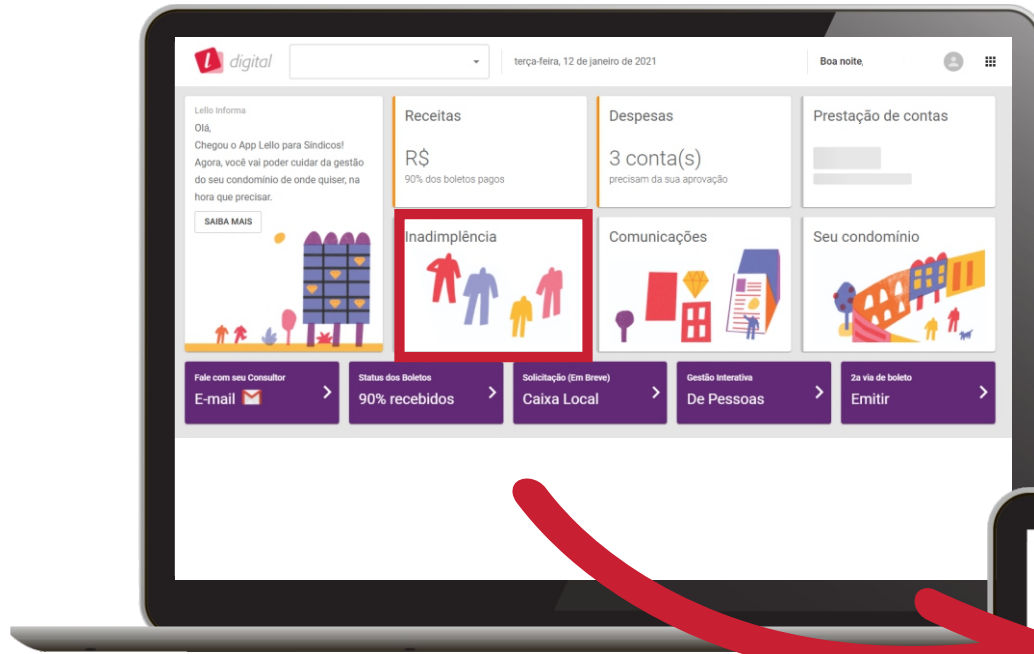 l digital
terça-feira, 12 de janeiro de 2021
Boa noite,
Lello Informa
Olá,
Chegou o App Lello para Síndicos!
Agora, você vai poder cuidar da gestão
do seu condomínio de onde quiser, na
hora que precisar.
SAIBA MAIS
Receitas
R$
90% dos boletos pagos
Despesas
3 conta(s)
precisam da sua aprovação
Prestação de contas
Inadimplência
Comunicações
Seu condomínio
Fale com seu Consultor
E-mail
Status dos Boletos
90% recebidos
Solicitação (Em Breve)
Caixa Local
Gestão Interativa
De Pessoas
2a via de boleto
Emitir